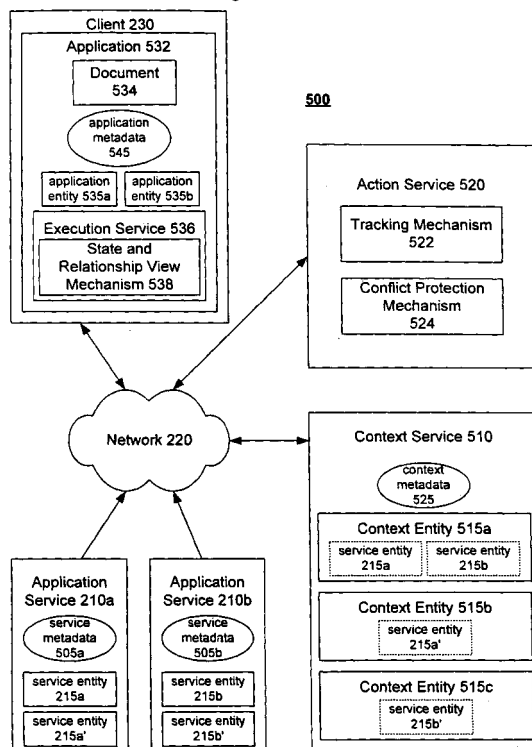 Client 230
Application 532
Document
534
application
metadata
545
application
entity 535a
application
entity 535b
Execution Service 536
State and
Relationship View
Mechanism 538
500
Action Service 520
Tracking Mechanism
522
Conflict Protection
Mechanism
524
Network 220
Context Service 510
context
metadata
525
Context Entity 515a
service entity
215a
service entity
215b
Context Entity 515b
service entity
215a'
Context Entity 515c
service entity
215b'
Application
Service 210a
service
metadata
505a
service entity
215a
service entity
215a'
Application
Service 210b
service
metadata
505b
service entity
215b
service entity
215b'